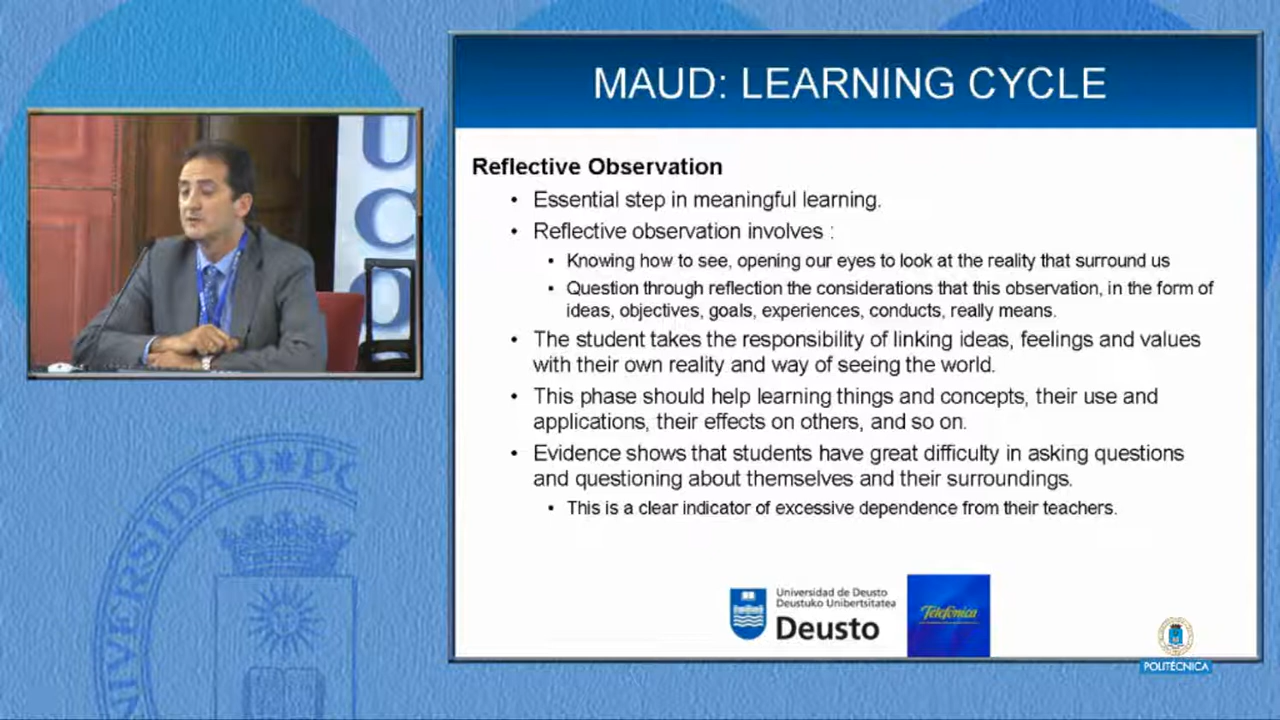 MAUD: LEARNING CYCLE
Reflective Observation
• Essential step in meaningful learning.
• Reflective observation involves :
• Knowing how to see, opening our eyes to look at the reality that surround us
• Question through reflection the considerations that this observation, in the form of
ideas, objectives, goals, experiences, conducts, really means.
• The student takes the responsibility of linking ideas, feelings and values
with their own reality and way of seeing the world.
• This phase should help learning things and concepts, their use and
applications, their effects on others, and so on.
• Evidence shows that students have great difficulty in asking questions
and questioning about themselves and their surroundings.
• This is a clear indicator of excessive dependence from their teachers.
Universidad de Deusto
Deustuko Unibertsitatea
Deusto
Telefónica
POLITÉCNICA
U
C
O
NIVERSIDAD PO